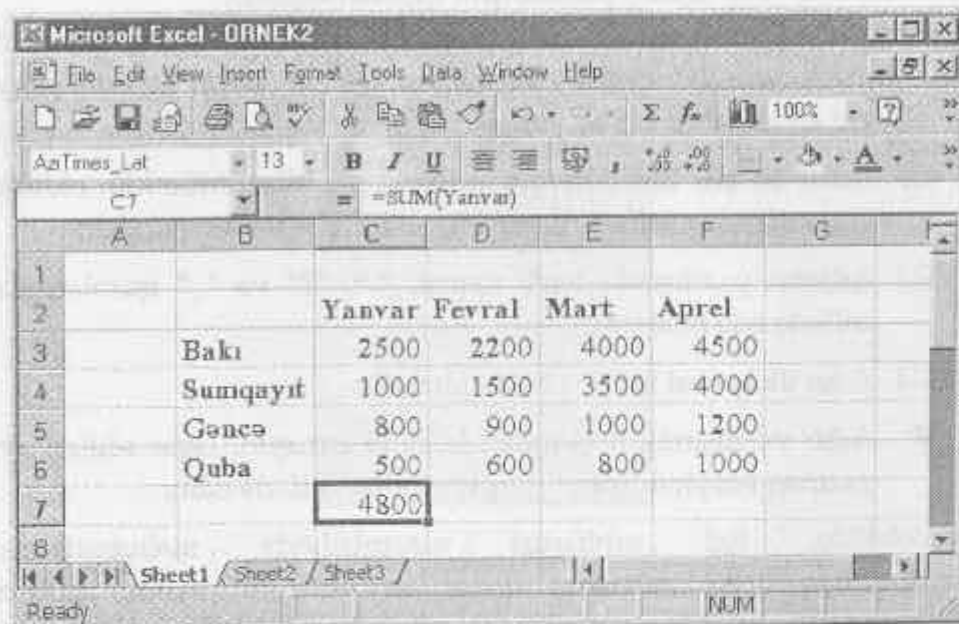 Microsoft Excel - ORNEK2
File Edit View Insert Format Tools Data Window Help
Σ fx 100%
AzTimes_Lat 13 B I U A
C7 = =SUM(Yanvar)
A B C D E F G
1
2 Yanvar Fevral Mart Aprel
3 Bakı 2500 2200 4000 4500
4 Sumqayıt 1000 1500 3500 4000
5 Gəncə 800 900 1000 1200
6 Quba 500 600 800 1000
7 4800
8
Sheet1 Sheet2 Sheet3
Ready NUM